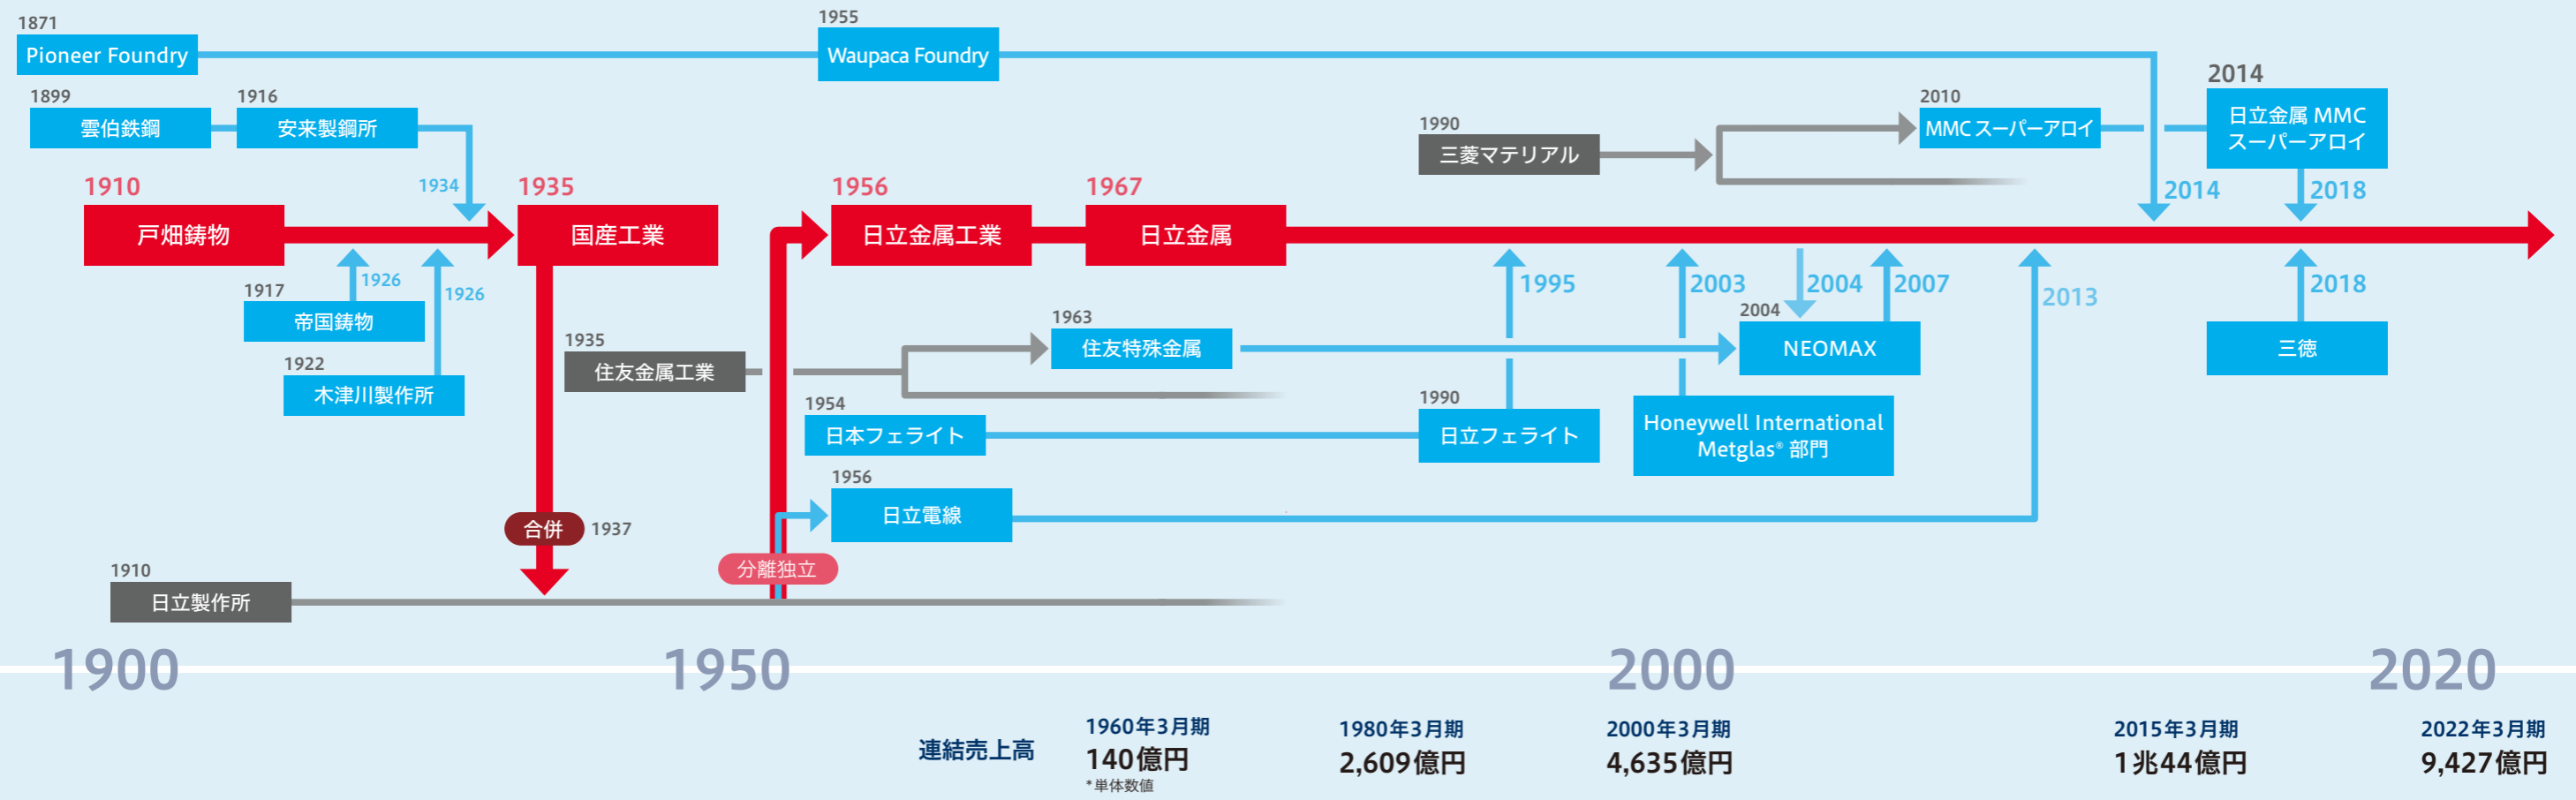 1871
Pioneer Foundry
1955
Waupaca Foundry
1899
雲伯鉄鋼
1916
安来製鋼所
1934
1990
三菱マテリアル
2010
MMC スーパーアロイ
2014
日立金属 MMC
スーパーアロイ
2014
2018
1910
戸畑鋳物
1935
国産工業
1956
日立金属工業
1967
日立金属
1926
1926
1917
帝国鋳物
1922
木津川製作所
1935
住友金属工業
1963
住友特殊金属
1995
2003
2004
2007
2013
2018
2004
NEOMAX
三徳
1954
日本フェライト
1990
日立フェライト
Honeywell International
Metglas® 部門
1956
日立電線
合併
1937
分離独立
1910
日立製作所
1900
1950
2000
2020
連結売上高
1960年3月期
140億円
*単体数値
1980年3月期
2,609億円
2000年3月期
4,635億円
2015年3月期
1兆44億円
2022年3月期
9,427億円